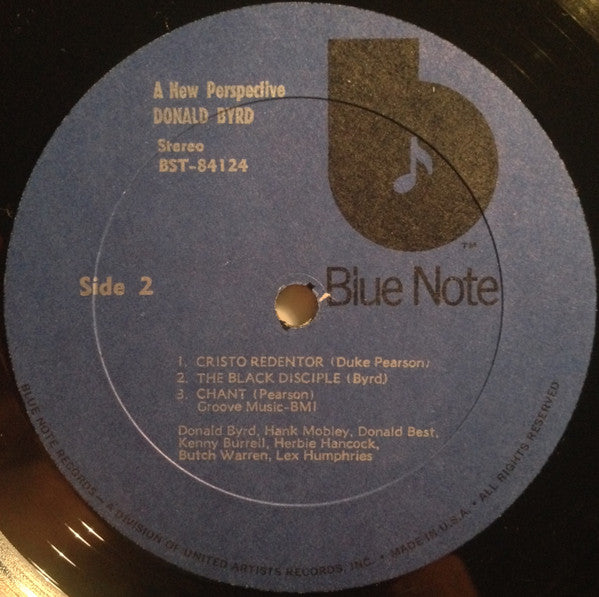 A New Perspective
DONALD BYRD
Stereo
BST-84124
TM
Blue Note
Side 2
1. CRISTO REDENTOR (Duke Pearson)
2. THE BLACK DISCIPLE (Byrd)
3. CHANT (Pearson)
Groove Music-BMI
Donald Byrd, Hank Mobley, Donald Best,
Kenny Burrell, Herbie Hancock,
Butch Warren, Lex Humphries
BLUE NOTE RECORDS – A DIVISION OF UNITED ARTISTS RECORDS, INC. • MADE IN U.S.A. • ALL RIGHTS RESERVED